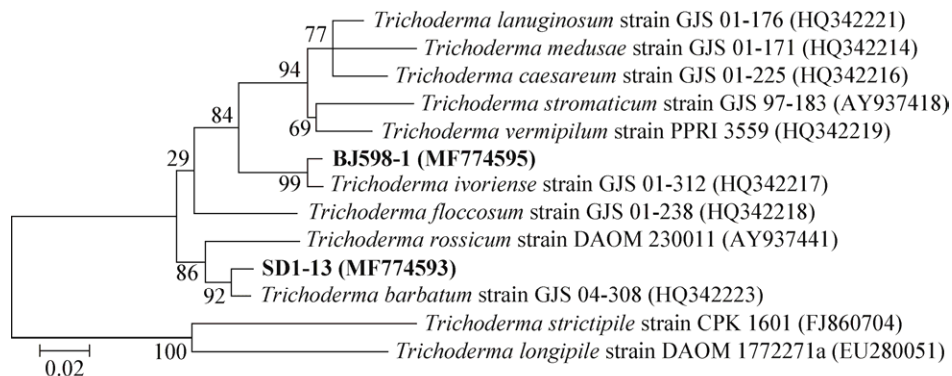 Trichoderma lanuginosum strain GJS 01-176 (HQ342221)
77
Trichoderma medusae strain GJS 01-171 (HQ342214)
94
Trichoderma caesareum strain GJS 01-225 (HQ342216)
Trichoderma stromaticum strain GJS 97-183 (AY937418)
84
69
Trichoderma vermipilum strain PPRI 3559 (HQ342219)
29
BJ598-1 (MF774595)
99
Trichoderma ivoriense strain GJS 01-312 (HQ342217)
Trichoderma floccosum strain GJS 01-238 (HQ342218)
Trichoderma rossicum strain DAOM 230011 (AY937441)
86
SD1-13 (MF774593)
92
Trichoderma barbatum strain GJS 04-308 (HQ342223)
Trichoderma strictipile strain CPK 1601 (FJ860704)
100
Trichoderma longipile strain DAOM 1772271a (EU280051)
0.02